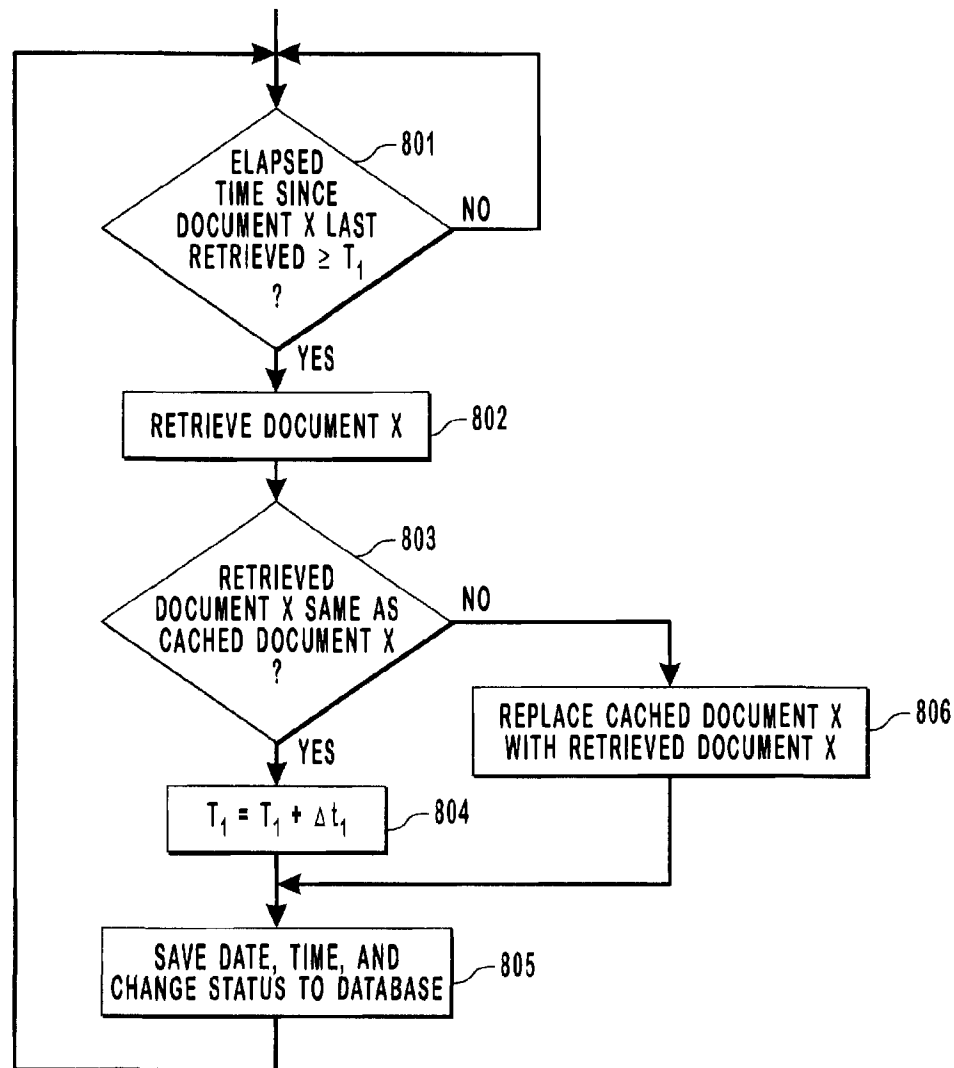 801
ELAPSED
TIME SINCE
DOCUMENT X LAST
RETRIEVED ≥ T₁
?
NO
YES
RETRIEVE DOCUMENT X
802
803
RETRIEVED
DOCUMENT X SAME AS
CACHED DOCUMENT X
?
NO
YES
REPLACE CACHED DOCUMENT X
WITH RETRIEVED DOCUMENT X
806
T₁ = T₁ + Δt₁
804
SAVE DATE, TIME, AND
CHANGE STATUS TO DATABASE
805